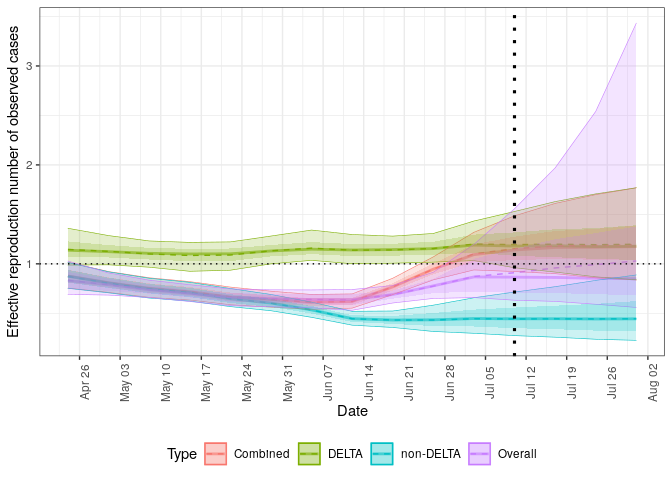 Effective reproduction number of observed cases
3
2
1
Apr 26
May 03
May 10
May 17
May 24
May 31
Jun 07
Jun 14
Jun 21
Jun 28
Jul 05
Jul 12
Jul 19
Jul 26
Aug 02
Date
Type
Combined
DELTA
non-DELTA
Overall